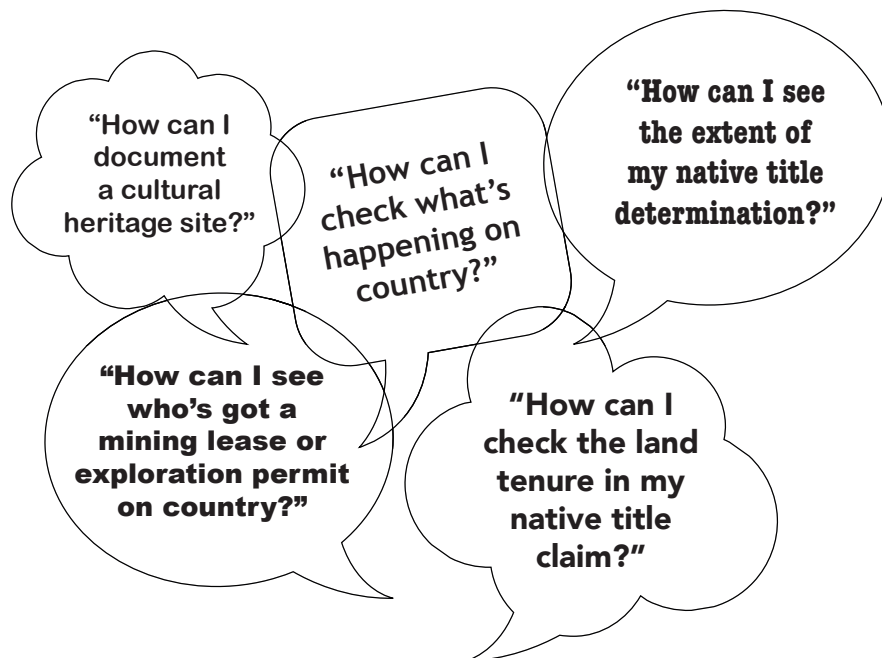 “How can I
document
a cultural
heritage site?”
“How can I
check what’s
happening on
country?”
“How can I see
the extent of
my native title
determination?”
“How can I see
who’s got a
mining lease or
exploration permit
on country?”
“How can I
check the land
tenure in my
native title
claim?”